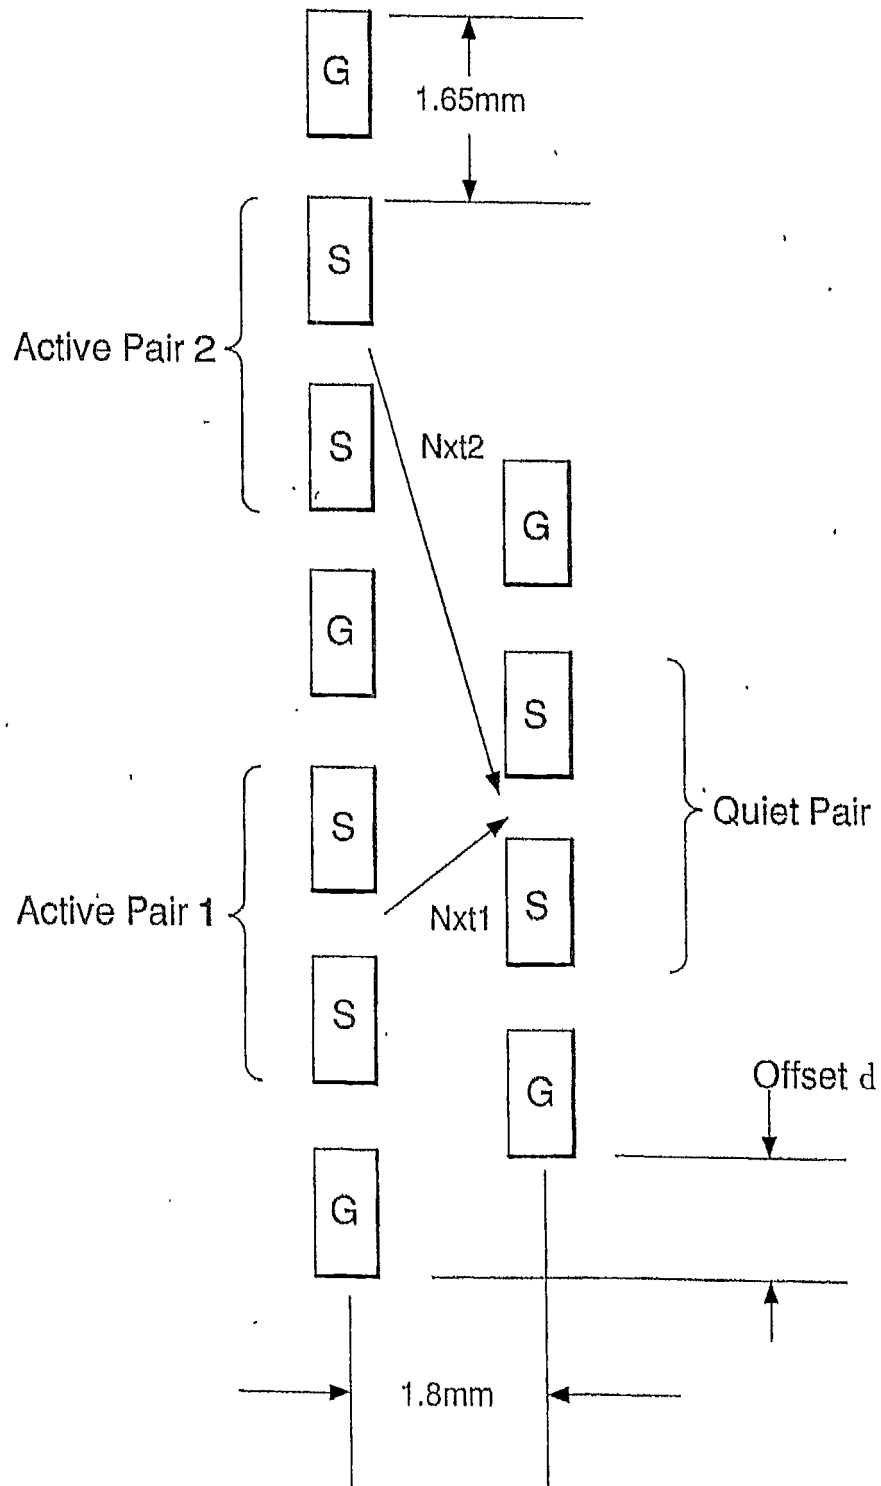 G
1.65mm
S
Active Pair 2
S
Nxt2
G
G
S
S
Quiet Pair
Active Pair 1
S
Nxt1
S
Offset d
G
G
1.8mm